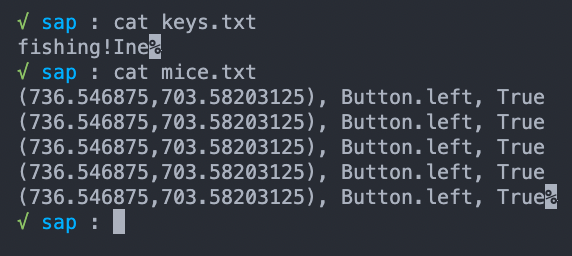 √ sap : cat keys.txt
fishing!Ine%
√ sap : cat mice.txt
(736.546875,703.58203125), Button.left, True
(736.546875,703.58203125), Button.left, True
(736.546875,703.58203125), Button.left, True
(736.546875,703.58203125), Button.left, True
(736.546875,703.58203125), Button.left, True%
√ sap :